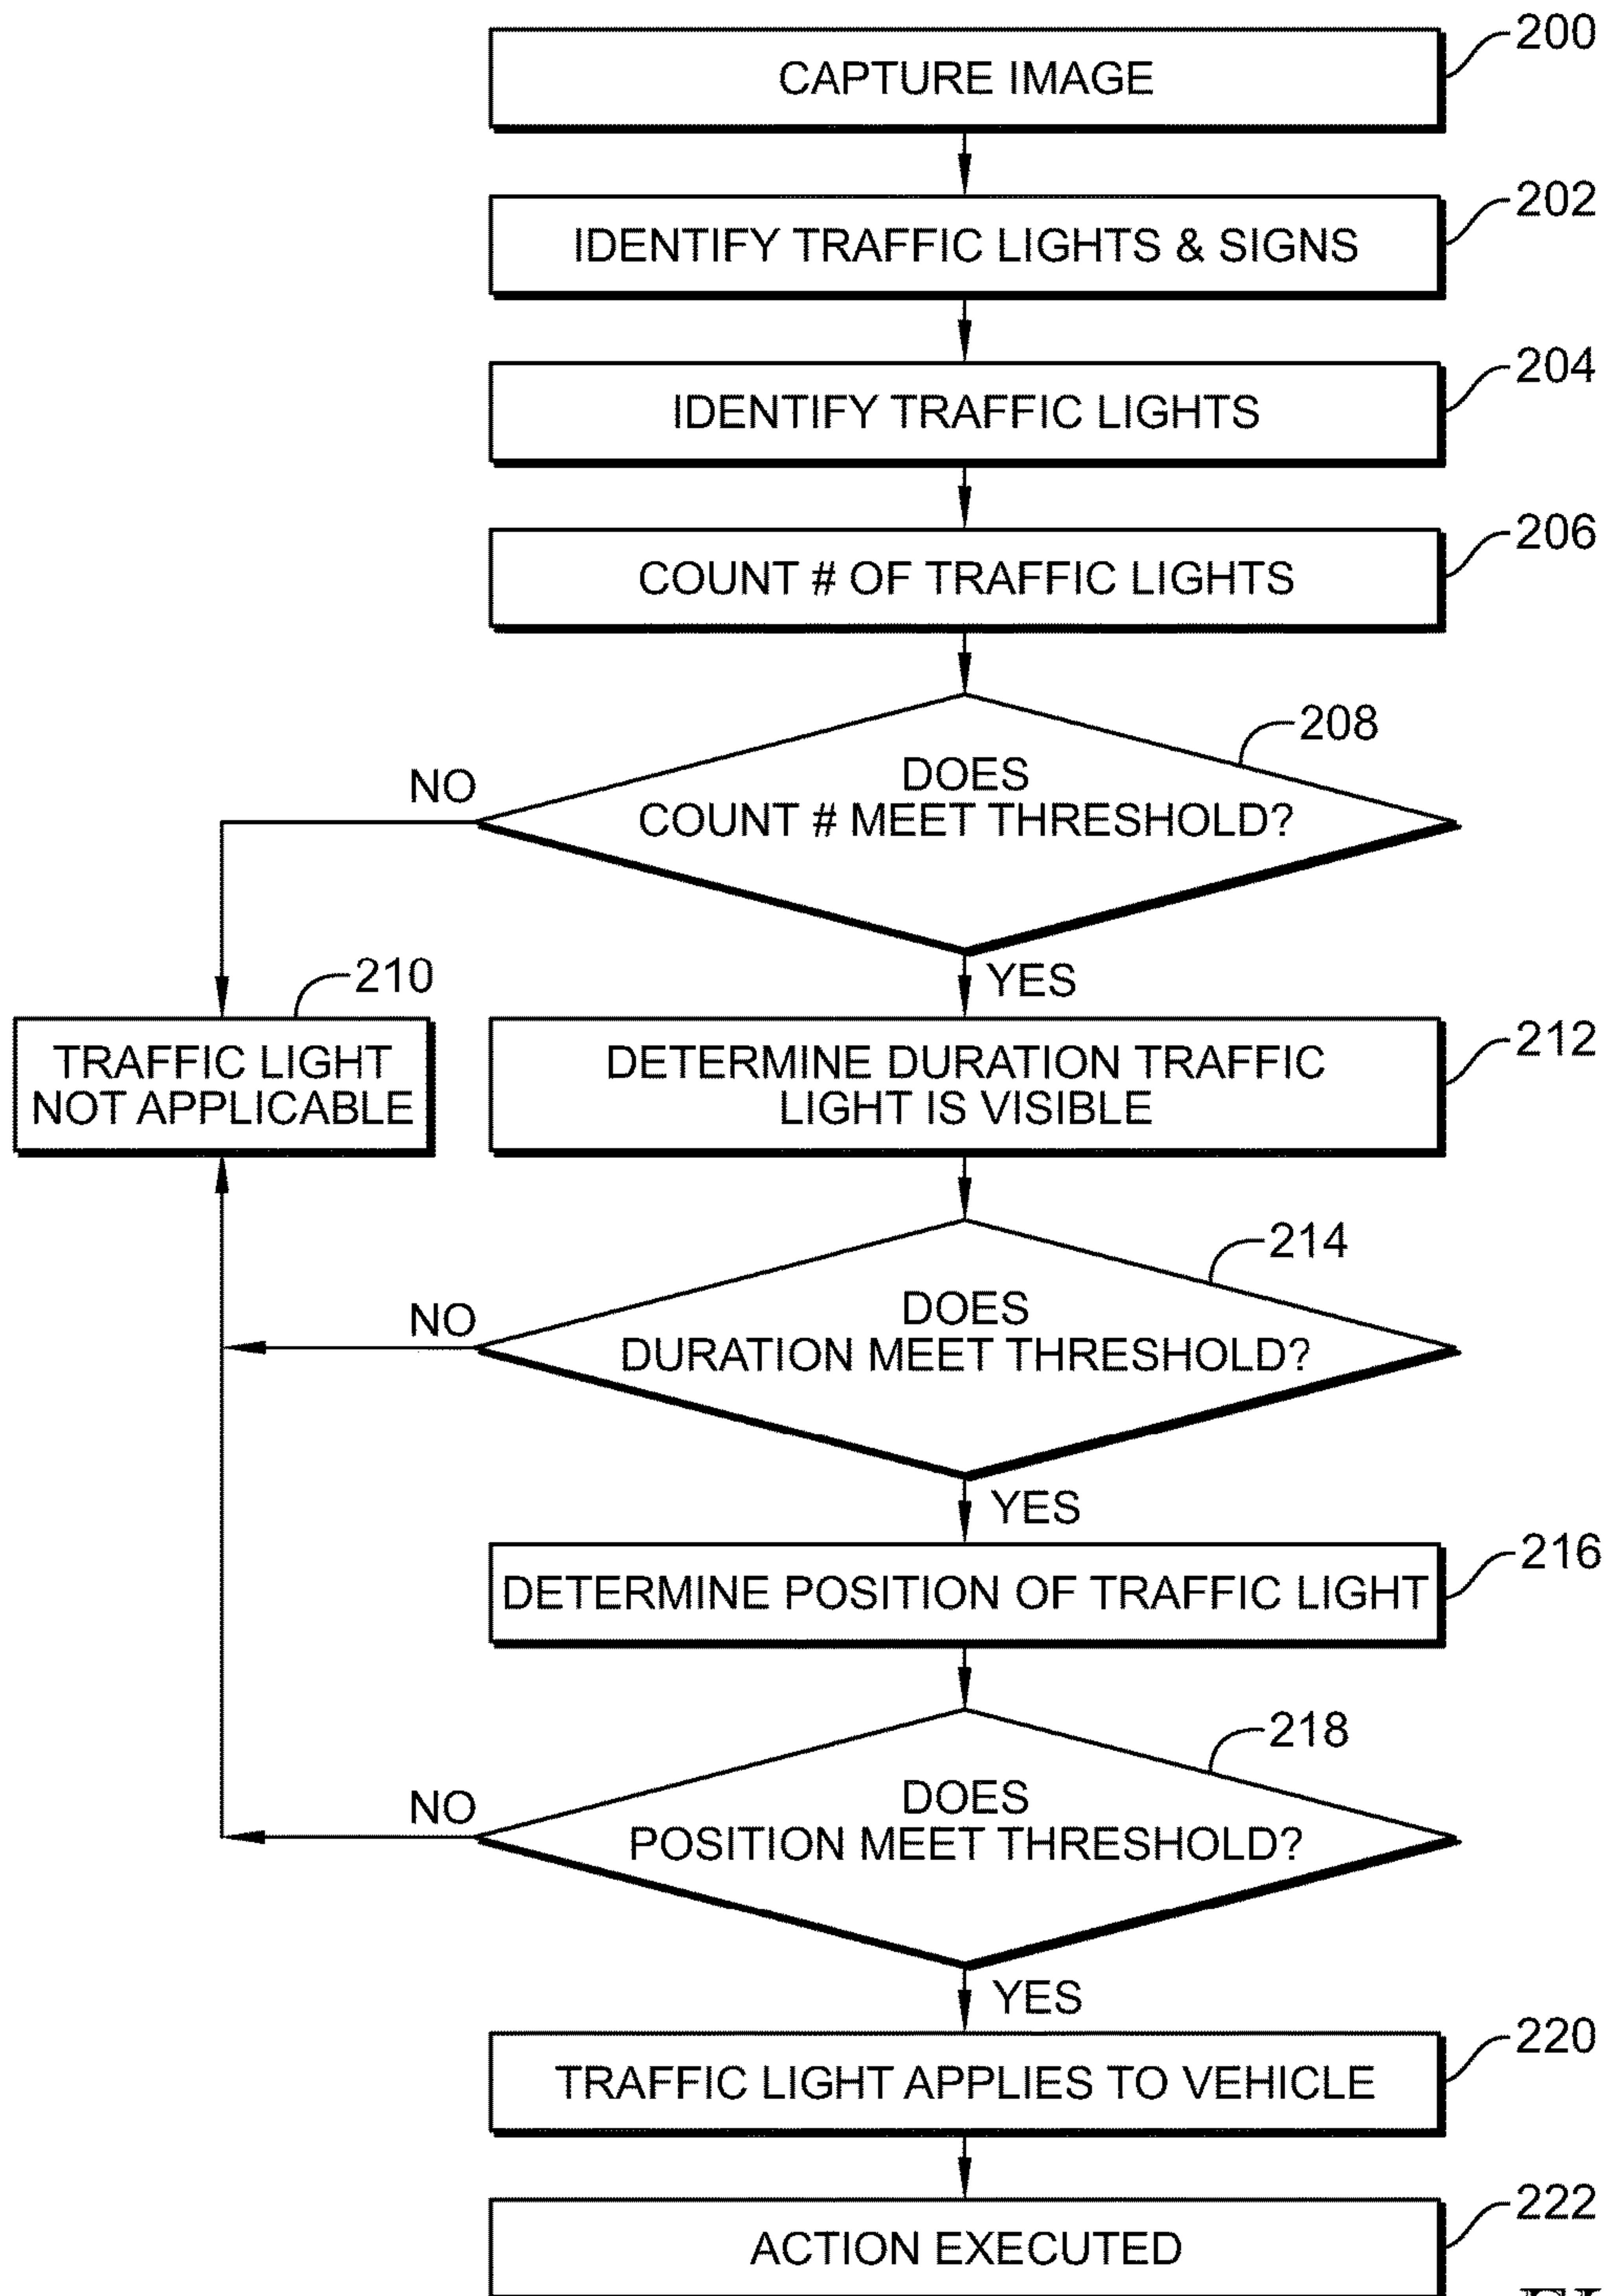 CAPTURE IMAGE
200
IDENTIFY TRAFFIC LIGHTS & SIGNS
202
IDENTIFY TRAFFIC LIGHTS
204
COUNT # OF TRAFFIC LIGHTS
206
208
DOES
COUNT # MEET THRESHOLD?
NO
YES
210
TRAFFIC LIGHT
NOT APPLICABLE
DETERMINE DURATION TRAFFIC
LIGHT IS VISIBLE
212
214
DOES
DURATION MEET THRESHOLD?
NO
YES
DETERMINE POSITION OF TRAFFIC LIGHT
216
218
DOES
POSITION MEET THRESHOLD?
NO
YES
TRAFFIC LIGHT APPLIES TO VEHICLE
220
ACTION EXECUTED
222